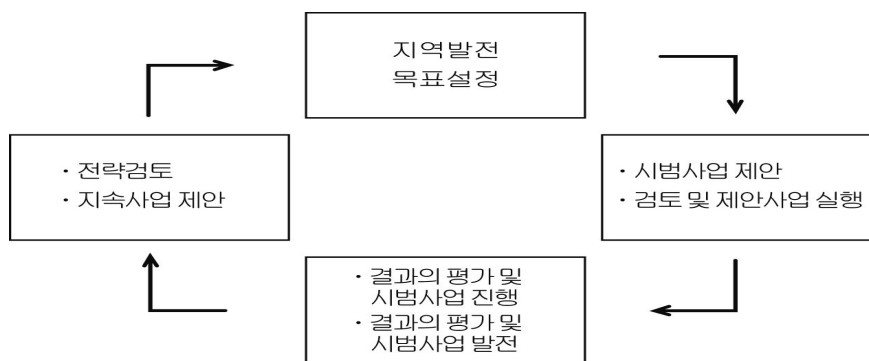 지역발전
목표설정
· 전략검토
· 지속사업 제안
· 시범사업 제안
· 검토 및 제안사업 실행
· 결과의 평가 및
시범사업 진행
· 결과의 평가 및
시범사업 발전